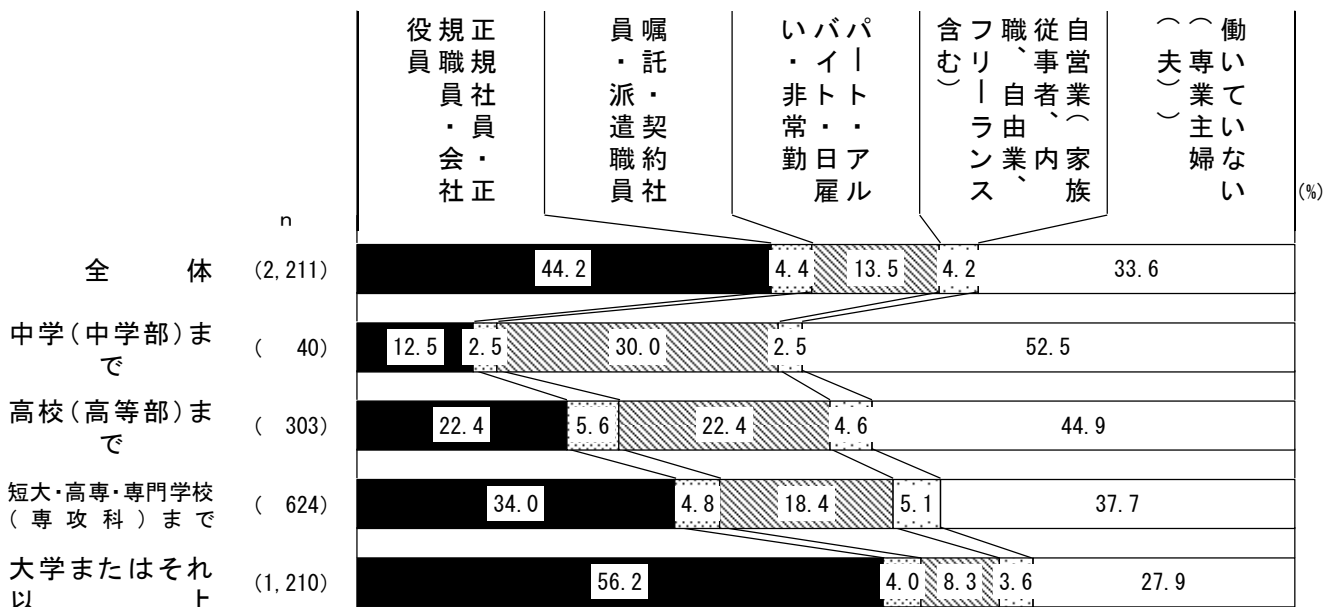 正規社員・正
規職員・会社
役員
嘱託・契約社
員・派遣職員
パート・アル
バイト・日雇
い・非常勤
自営業（家族
従事者、内
職、自由業、
フリーランス
含む）
働いていない
（専業主婦
（夫））
(%)
n
全体 (2,211) 44.2 4.4 13.5 4.2 33.6
中学(中学部)ま
で ( 40) 12.5 2.5 30.0 2.5 52.5
高校(高等部)ま
で ( 303) 22.4 5.6 22.4 4.6 44.9
短大・高専・専門学校
(専攻科)まで ( 624) 34.0 4.8 18.4 5.1 37.7
大学またはそれ
以上 (1,210) 56.2 4.0 8.3 3.6 27.9